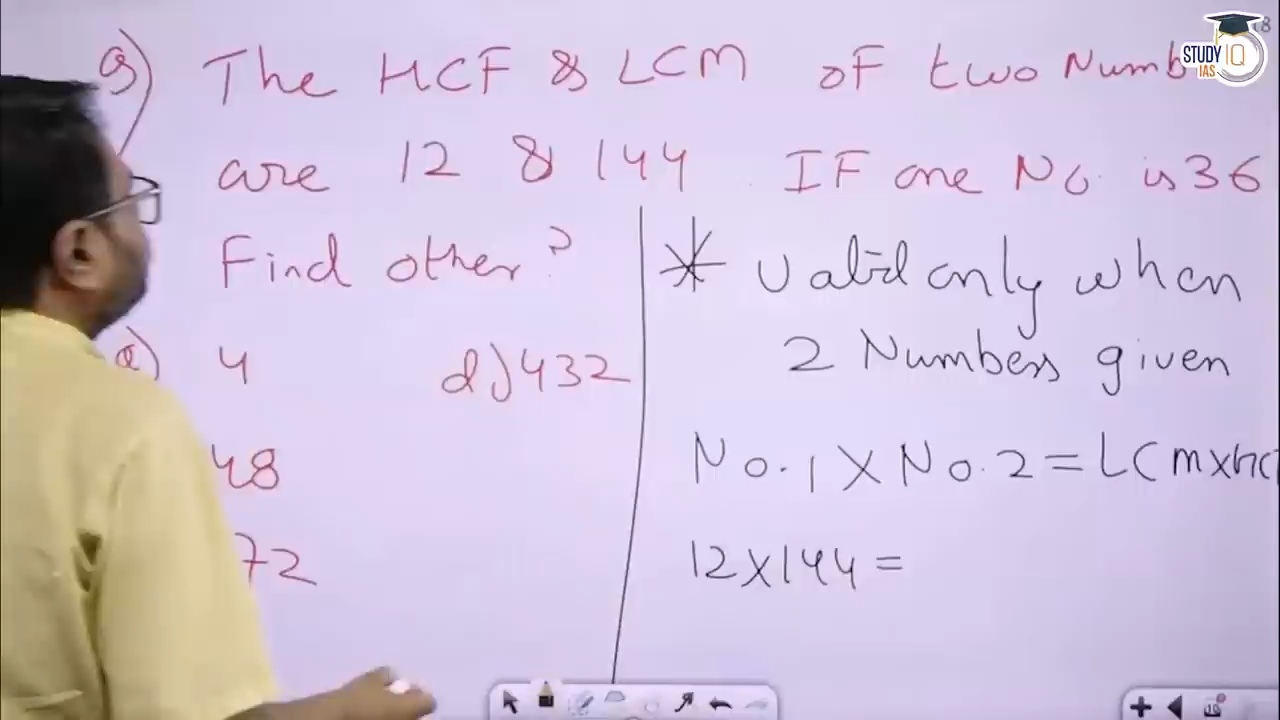 Q) The HCF & LCM of two Numb
are 12 & 144. IF one No. is 36
Find other?
a) 4
d) 432
48
72
* Valid only when
2 Numbers given
No.1 X No.2 = LCM X HCF
12 X 144 =
STUDY IQ
IAS